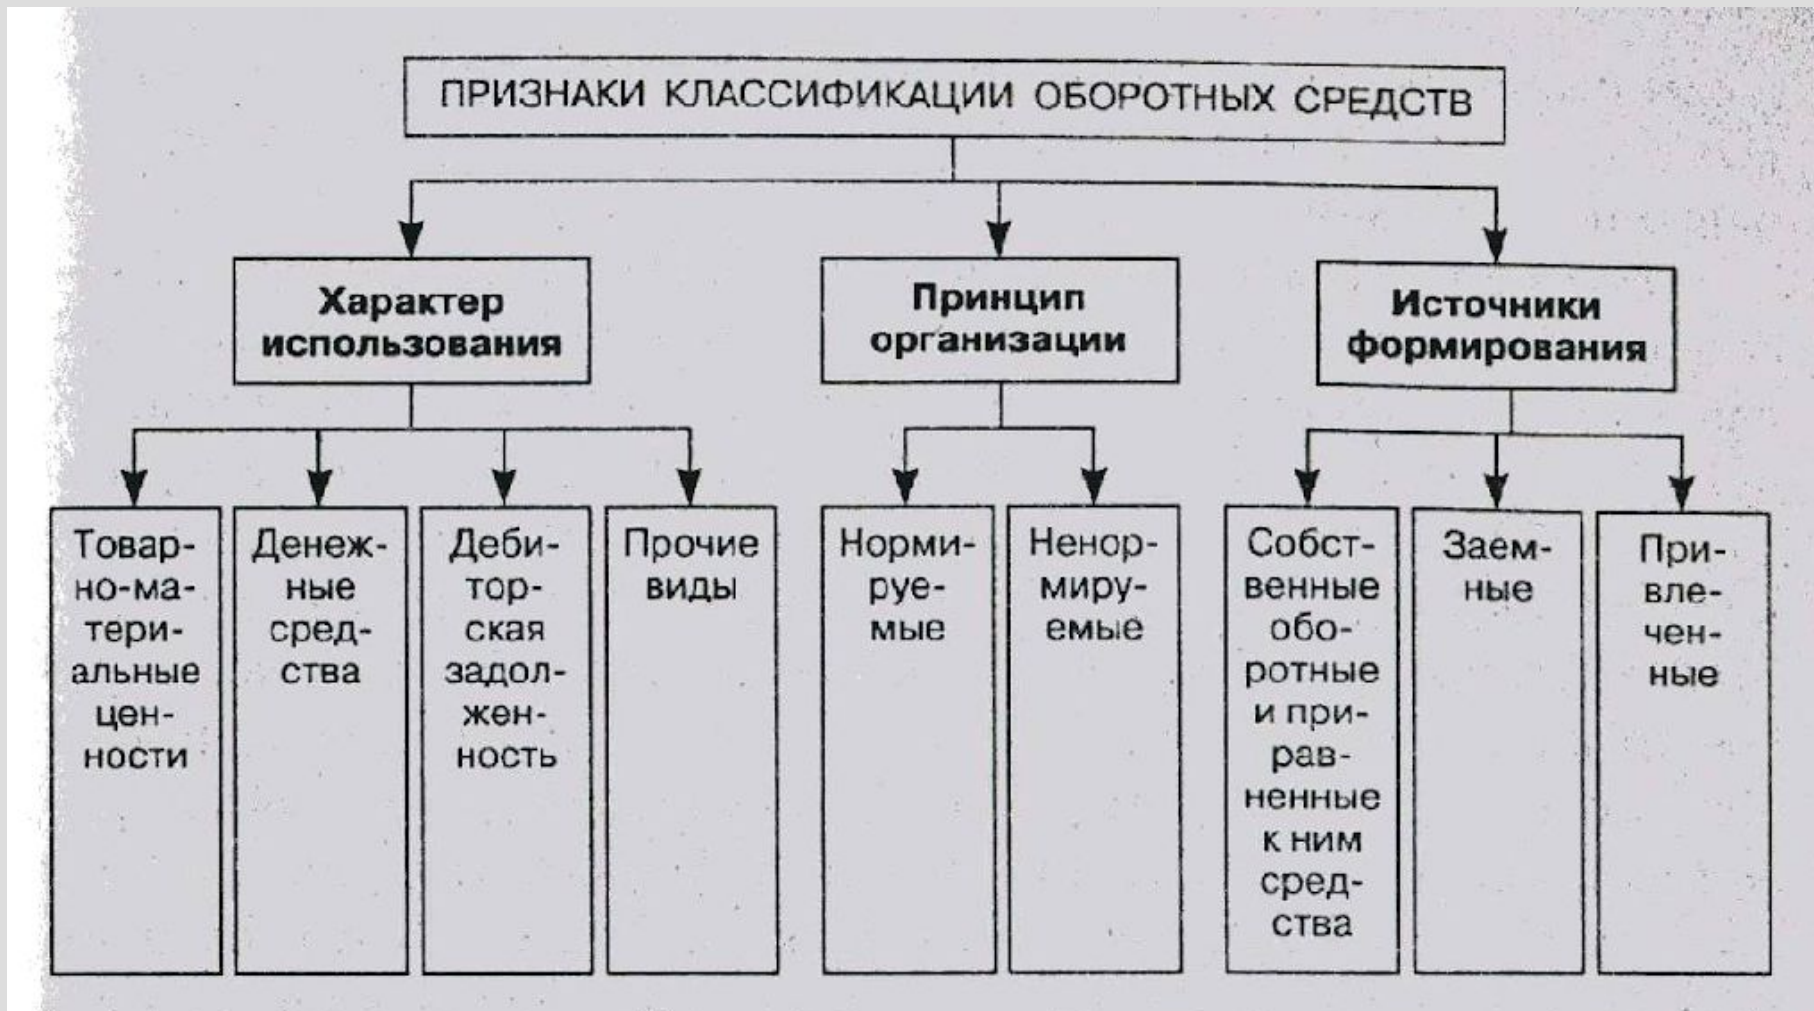 ПРИЗНАКИ КЛАССИФИКАЦИИ ОБОРОТНЫХ СРЕДСТВ
Характер
использования
Принцип
организации
Источники
формирования
Товар-
но-ма-
тери-
альные
цен-
ности
Денеж-
ные
сред-
ства
Деби-
тор-
ская
задол-
жен-
ность
Прочие
виды
Норми-
руе-
мые
Ненор-
мируе-
емые
Собст-
венные
обо-
ротные
и при-
рав-
ненные
к ним
сред-
ства
Заем-
ные
При-
вле-
чен-
ные